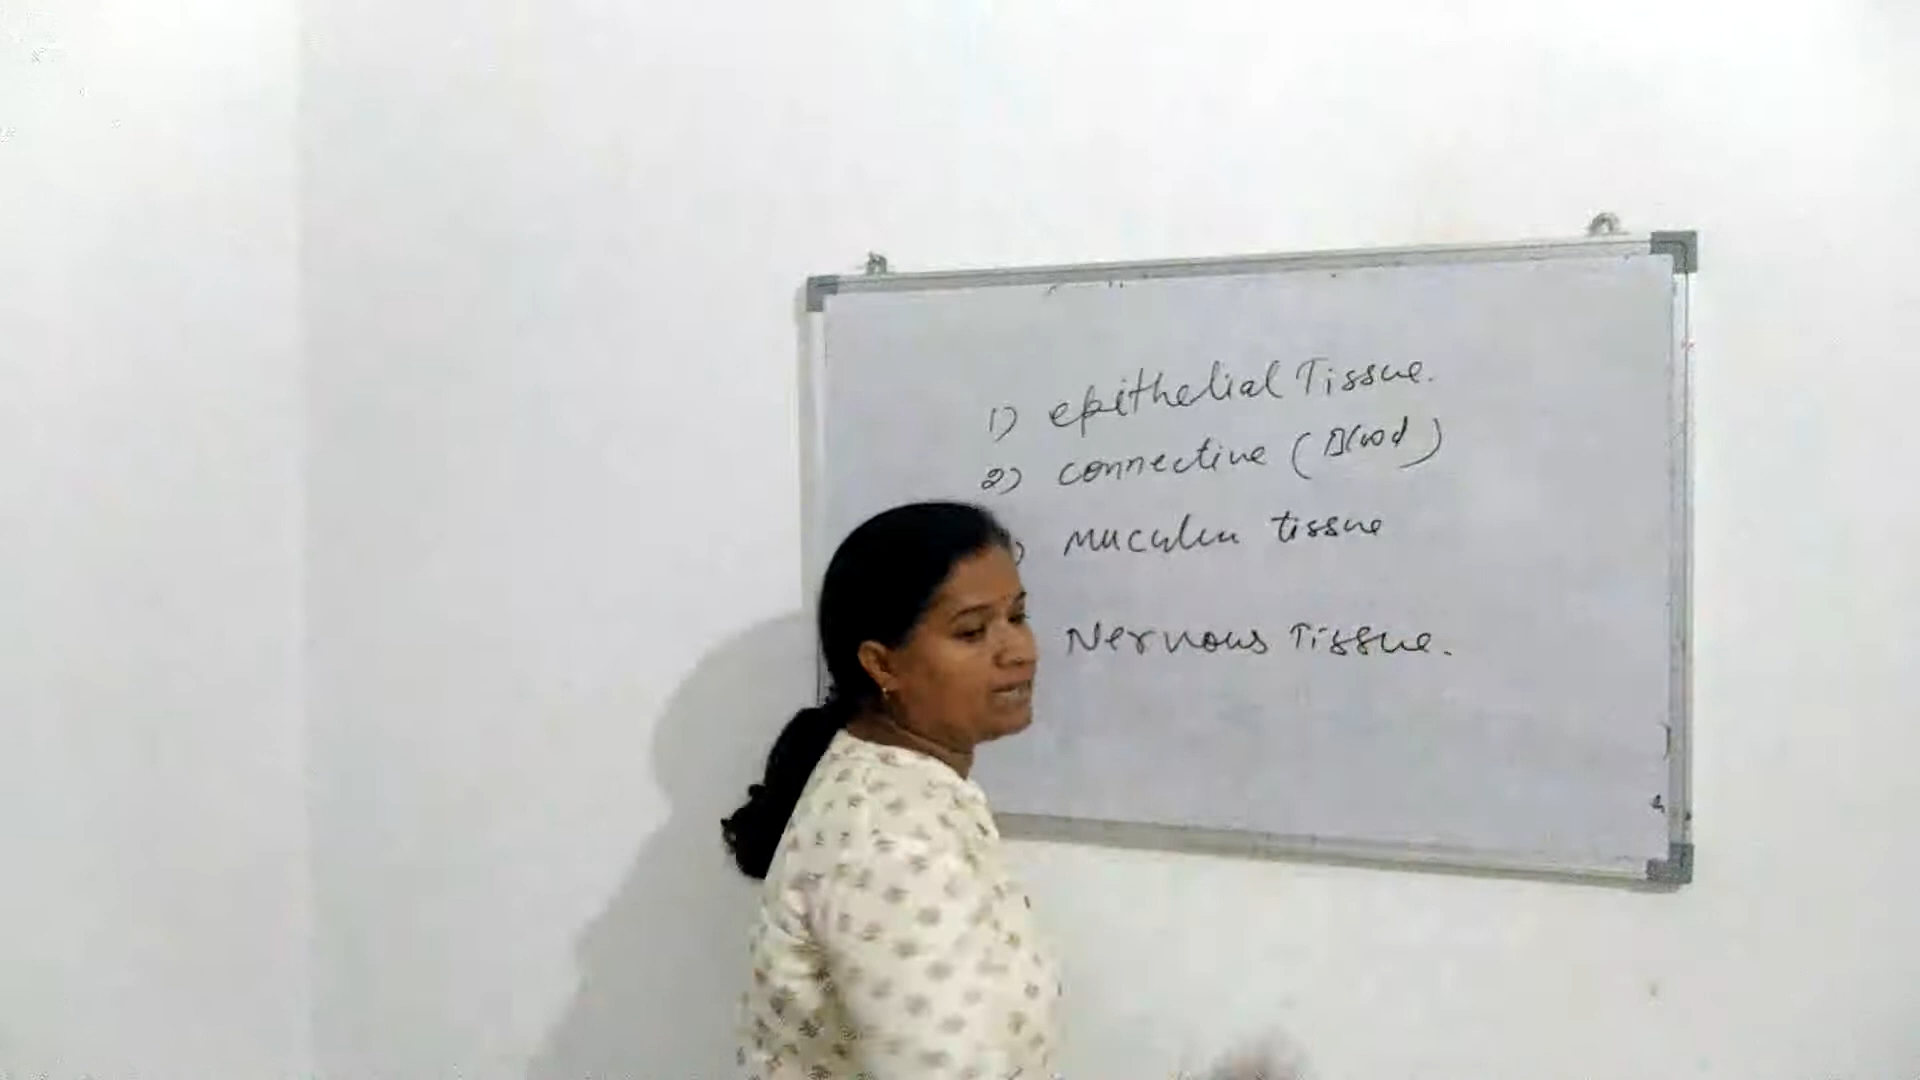 1) epithelial Tissue.
2) connective (Blood)
) Muculer tissue
Nervous Tissue.